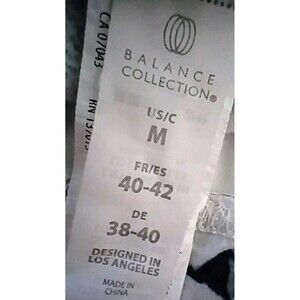 BALANCE
COLLECTION®
US/C
M
FR/ES
40-42
DE
38-40
DESIGNED IN
LOS ANGELES
MADE IN
CHINA
CA 07043